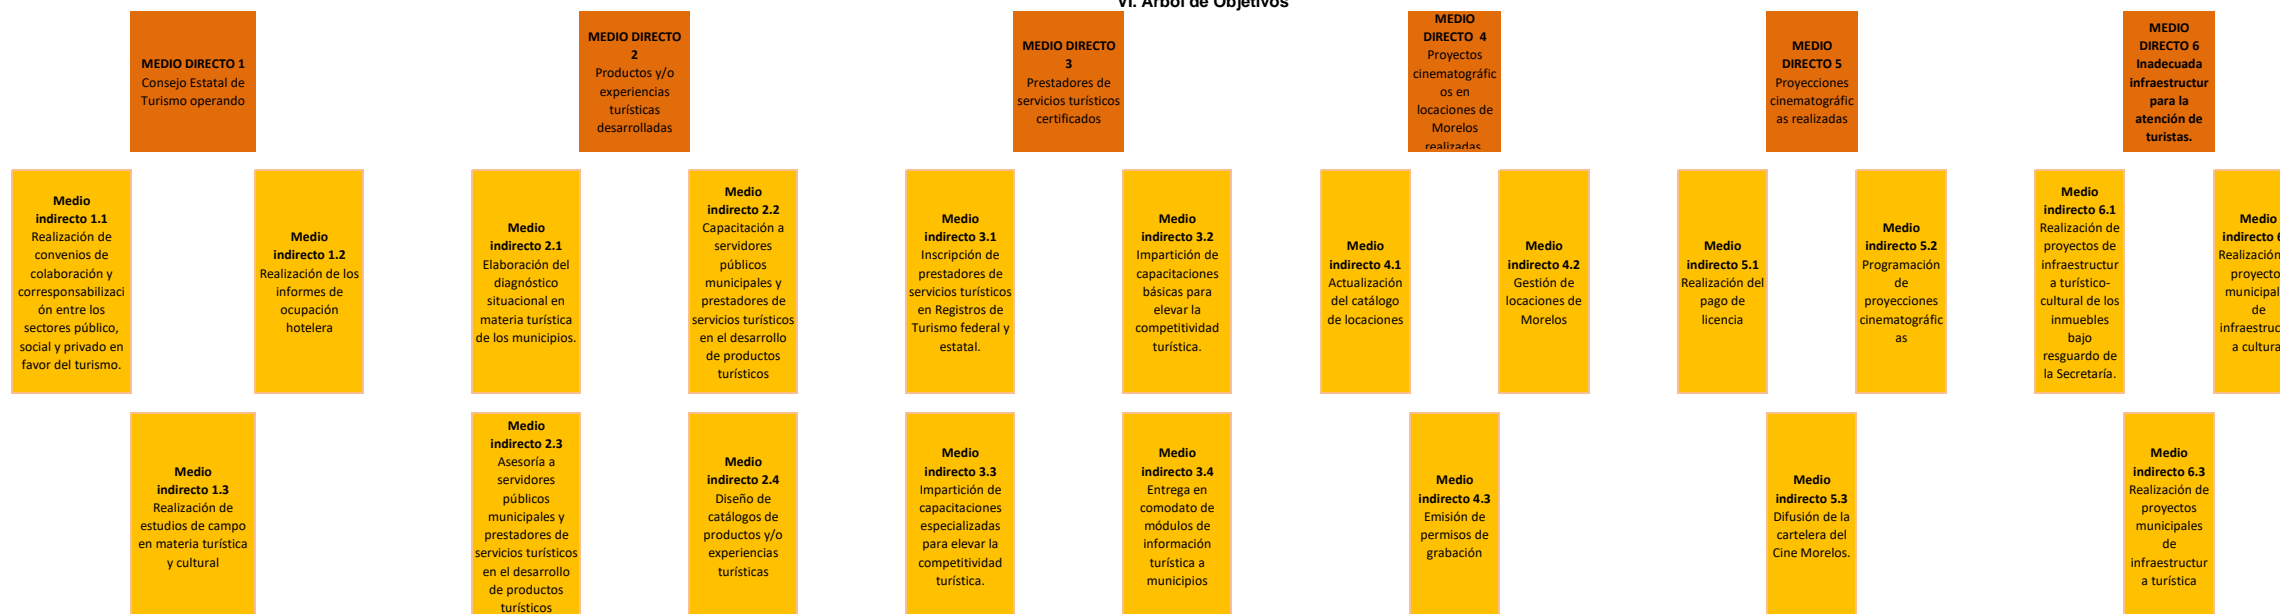 VI. Árbol de Objetivos
MEDIO DIRECTO 1
Consejo Estatal de
Turismo operando
MEDIO DIRECTO
2
Productos y/o
experiencias
turísticas
desarrolladas
MEDIO DIRECTO
3
Prestadores de
servicios turísticos
certificados
MEDIO
DIRECTO 4
Proyectos
cinematográfic
os en
locaciones de
Morelos
realizadas
MEDIO
DIRECTO 5
Proyecciones
cinematográfic
as realizadas
MEDIO
DIRECTO 6
Inadecuada
infraestructur
para la
atención de
turistas.
Medio
indirecto 1.1
Realización de
convenios de
colaboración y
corresponsabilizaci
ón entre los
sectores público,
social y privado en
favor del turismo.
Medio
indirecto 1.2
Realización de los
informes de
ocupación
hotelera
Medio
indirecto 2.1
Elaboración del
diagnóstico
situacional en
materia turística
de los municipios.
Medio
indirecto 2.2
Capacitación a
servidores
públicos
municipales y
prestadores de
servicios turísticos
en el desarrollo
de productos
turísticos
Medio
indirecto 3.1
Inscripción de
prestadores de
servicios turísticos
en Registros de
Turismo federal y
estatal.
Medio
indirecto 3.2
Impartición de
capacitaciones
básicas para
elevar la
competitividad
turística.
Medio
indirecto 4.1
Actualización
del catálogo
de locaciones
Medio
indirecto 4.2
Gestión de
locaciones de
Morelos
Medio
indirecto 5.1
Realización del
pago de
licencia
Medio
indirecto 5.2
Programación
de
proyecciones
cinematográfic
as
Medio
indirecto 6.1
Realización de
proyectos de
infraestructur
a turístico-
cultural de los
inmuebles
bajo
resguardo de
la Secretaría.
Medio
indirecto 6
Realización
proyecto
municipal
de
infraestruc
a cultura
Medio
indirecto 1.3
Realización de
estudios de campo
en materia turística
y cultural
Medio
indirecto 2.3
Asesoría a
servidores
públicos
municipales y
prestadores de
servicios turísticos
en el desarrollo
de productos
turísticos
Medio
indirecto 2.4
Diseño de
catálogos de
productos y/o
experiencias
turísticas
Medio
indirecto 3.3
Impartición de
capacitaciones
especializadas
para elevar la
competitividad
turística.
Medio
indirecto 3.4
Entrega en
comodato de
módulos de
información
turística a
municipios
Medio
indirecto 4.3
Emisión de
permisos de
grabación
Medio
indirecto 5.3
Difusión de la
cartelera del
Cine Morelos.
Medio
indirecto 6.3
Realización de
proyectos
municipales
de
infraestructur
a turística